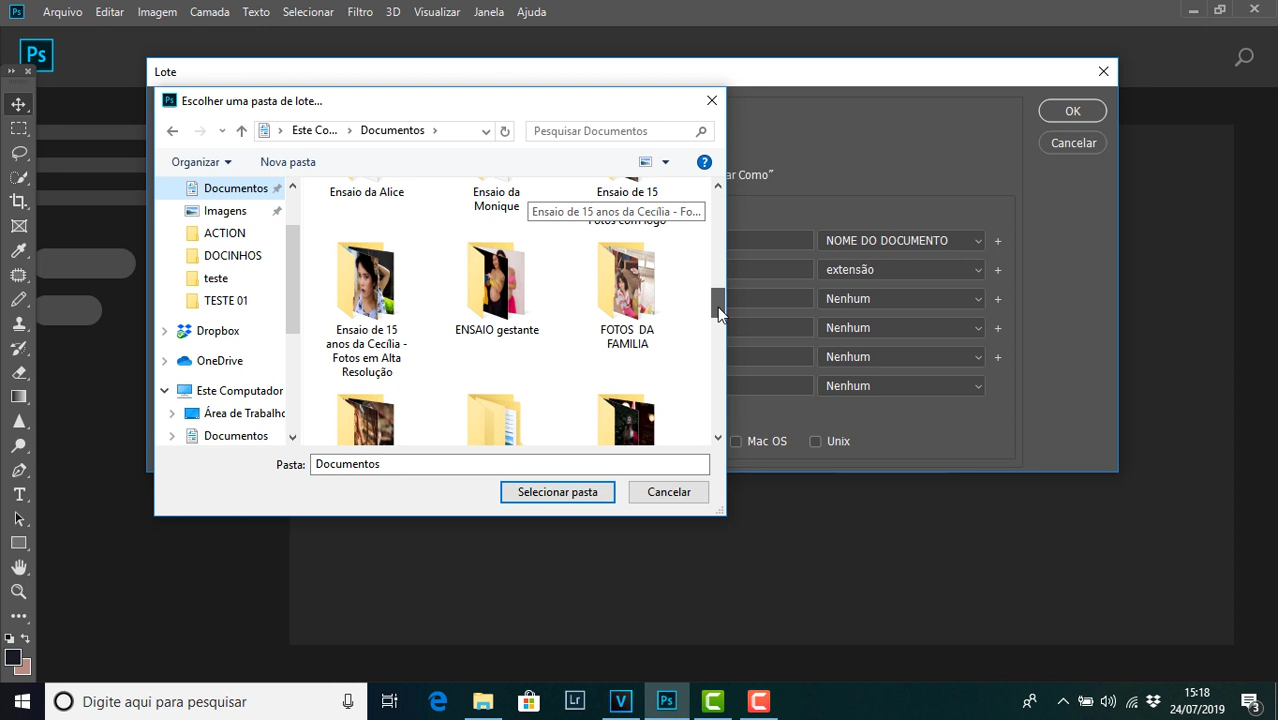 Ps Arquivo Editar Imagem Camada Texto Selecionar Filtro 3D Visualizar Janela Ajuda
Ps
Lote
Ps Escolher uma pasta de lote...
OK
Este Co... Documentos
Pesquisar Documentos
Cancelar
Organizar Nova pasta
?
ar Como”
Documentos
Imagens
ACTION
DOCINHOS
teste
TESTE 01
Dropbox
OneDrive
Este Computador
Área de Trabalho
Documentos
Ensaio da Alice
Ensaio da
Monique
Ensaio de 15
Ensaio de 15 anos da Cecília - Fo...
Ensaio de 15
anos da Cecília -
Fotos em Alta
Resolução
ENSAIO gestante
FOTOS DA
FAMILIA
NOME DO DOCUMENTO
extensão
Nenhum
Nenhum
Nenhum
Nenhum
Mac OS Unix
Pasta: Documentos
Selecionar pasta Cancelar
T
Digite aqui para pesquisar
Lr
V
Ps
C
C
15:18
24/07/2019
3